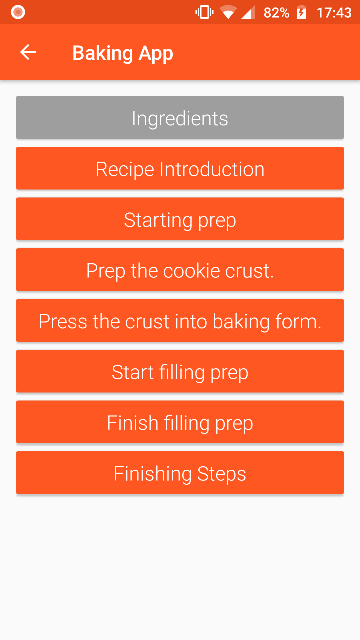 82% 17:43
Baking App
Ingredients
Recipe Introduction
Starting prep
Prep the cookie crust.
Press the crust into baking form.
Start filling prep
Finish filling prep
Finishing Steps